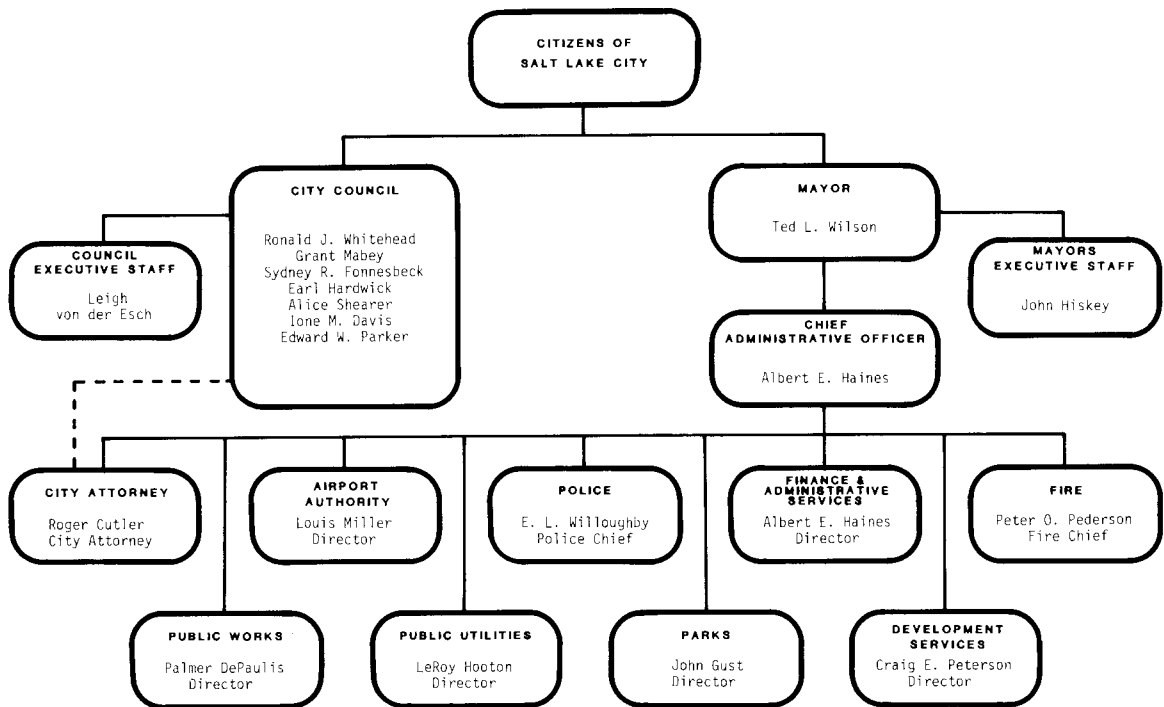 CITIZENS OF
SALT LAKE CITY
CITY COUNCIL
Ronald J. Whitehead
Grant Mabey
Sydney R. Fonnesbeck
Earl Hardwick
Alice Shearer
Ione M. Davis
Edward W. Parker
MAYOR
Ted L. Wilson
COUNCIL
EXECUTIVE STAFF
Leigh
von der Esch
MAYORS
EXECUTIVE STAFF
John Hiskey
CHIEF
ADMINISTRATIVE OFFICER
Albert E. Haines
CITY ATTORNEY
Roger Cutler
City Attorney
AIRPORT
AUTHORITY
Louis Miller
Director
POLICE
E. L. Willoughby
Police Chief
FINANCE &
ADMINISTRATIVE
SERVICES
Albert E. Haines
Director
FIRE
Peter O. Pederson
Fire Chief
PUBLIC WORKS
Palmer DePaulis
Director
PUBLIC UTILITIES
LeRoy Hooton
Director
PARKS
John Gust
Director
DEVELOPMENT
SERVICES
Craig E. Peterson
Director